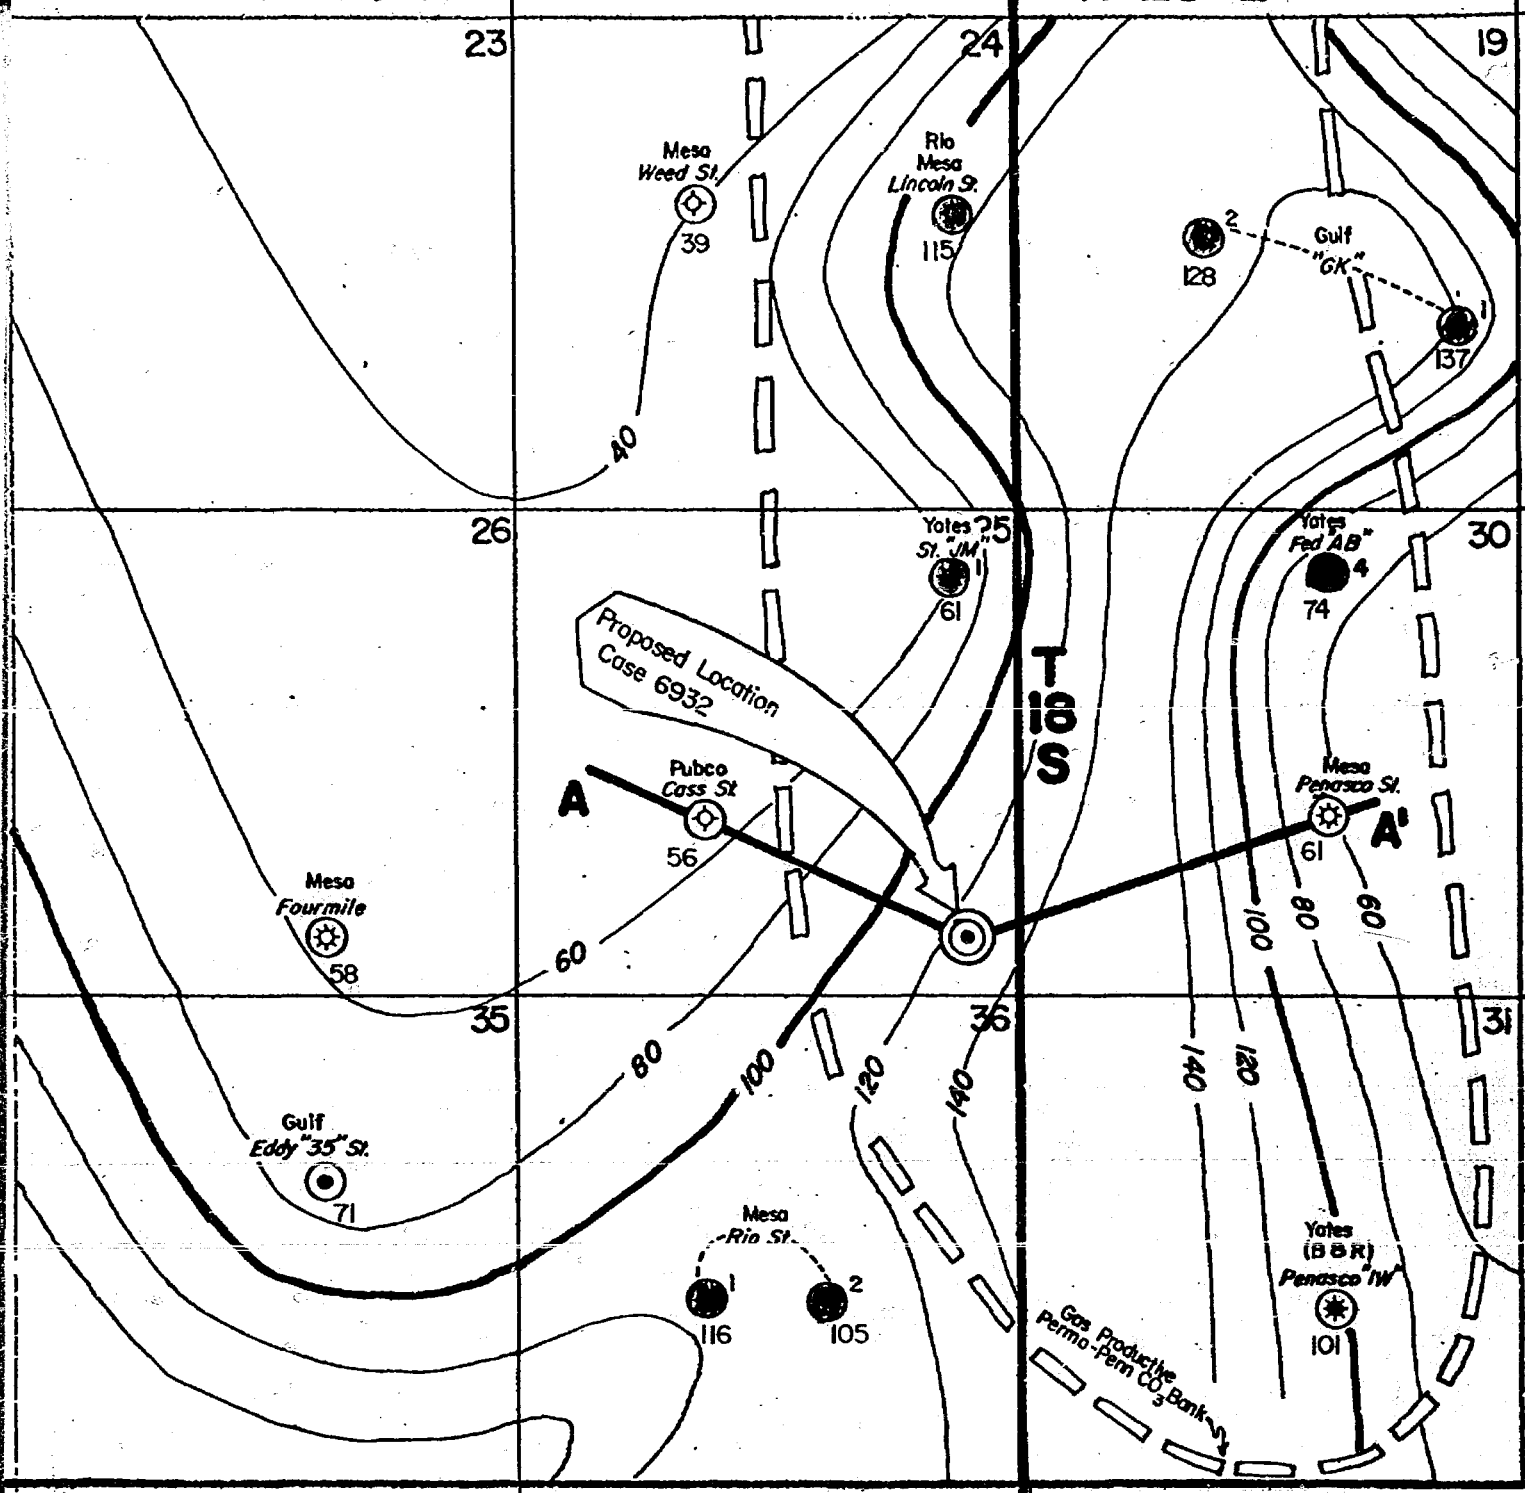 23
24
19
Mesa
Weed St.
39
Rio
Mesa
Lincoln St.
115
2
128
Gulf
"GK"
1
137
40
26
Yates
25
St. "JM"
1
61
Yates
Fed "AB"
4
74
30
Proposed Location
Case 6932
T
18
S
A
Pubco
Cass St.
56
Mesa
Penasco St.
61
A'
Mesa
Fourmile
58
60
100
80
60
35
36
31
80
100
120
140
140
120
Gulf
Eddy "35" St.
71
Mesa
Rio St.
1
2
116
105
Yates
(BBR)
Penasco "IW"
101
Gas Productive
Permo-Penn CO3 Bank